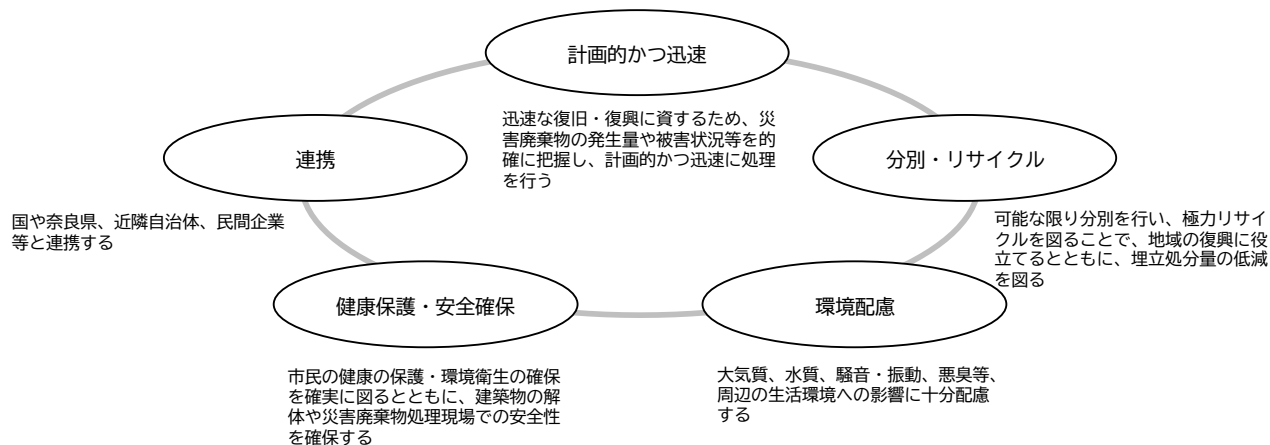 計画的かつ迅速
迅速な復旧・復興に資するため、災
害廃棄物の発生量や被害状況等を的
確に把握し、計画的かつ迅速に処理
を行う
連携
国や奈良県、近隣自治体、民間企業
等と連携する
分別・リサイクル
可能な限り分別を行い、極力リサイ
クルを図ることで、地域の復興に役
立てるとともに、埋立処分量の低減
を図る
健康保護・安全確保
市民の健康の保護・環境衛生の確保
を確実に図るとともに、建築物の解
体や災害廃棄物処理現場での安全性
を確保する
環境配慮
大気質、水質、騒音・振動、悪臭等、
周辺の生活環境への影響に十分配慮
する